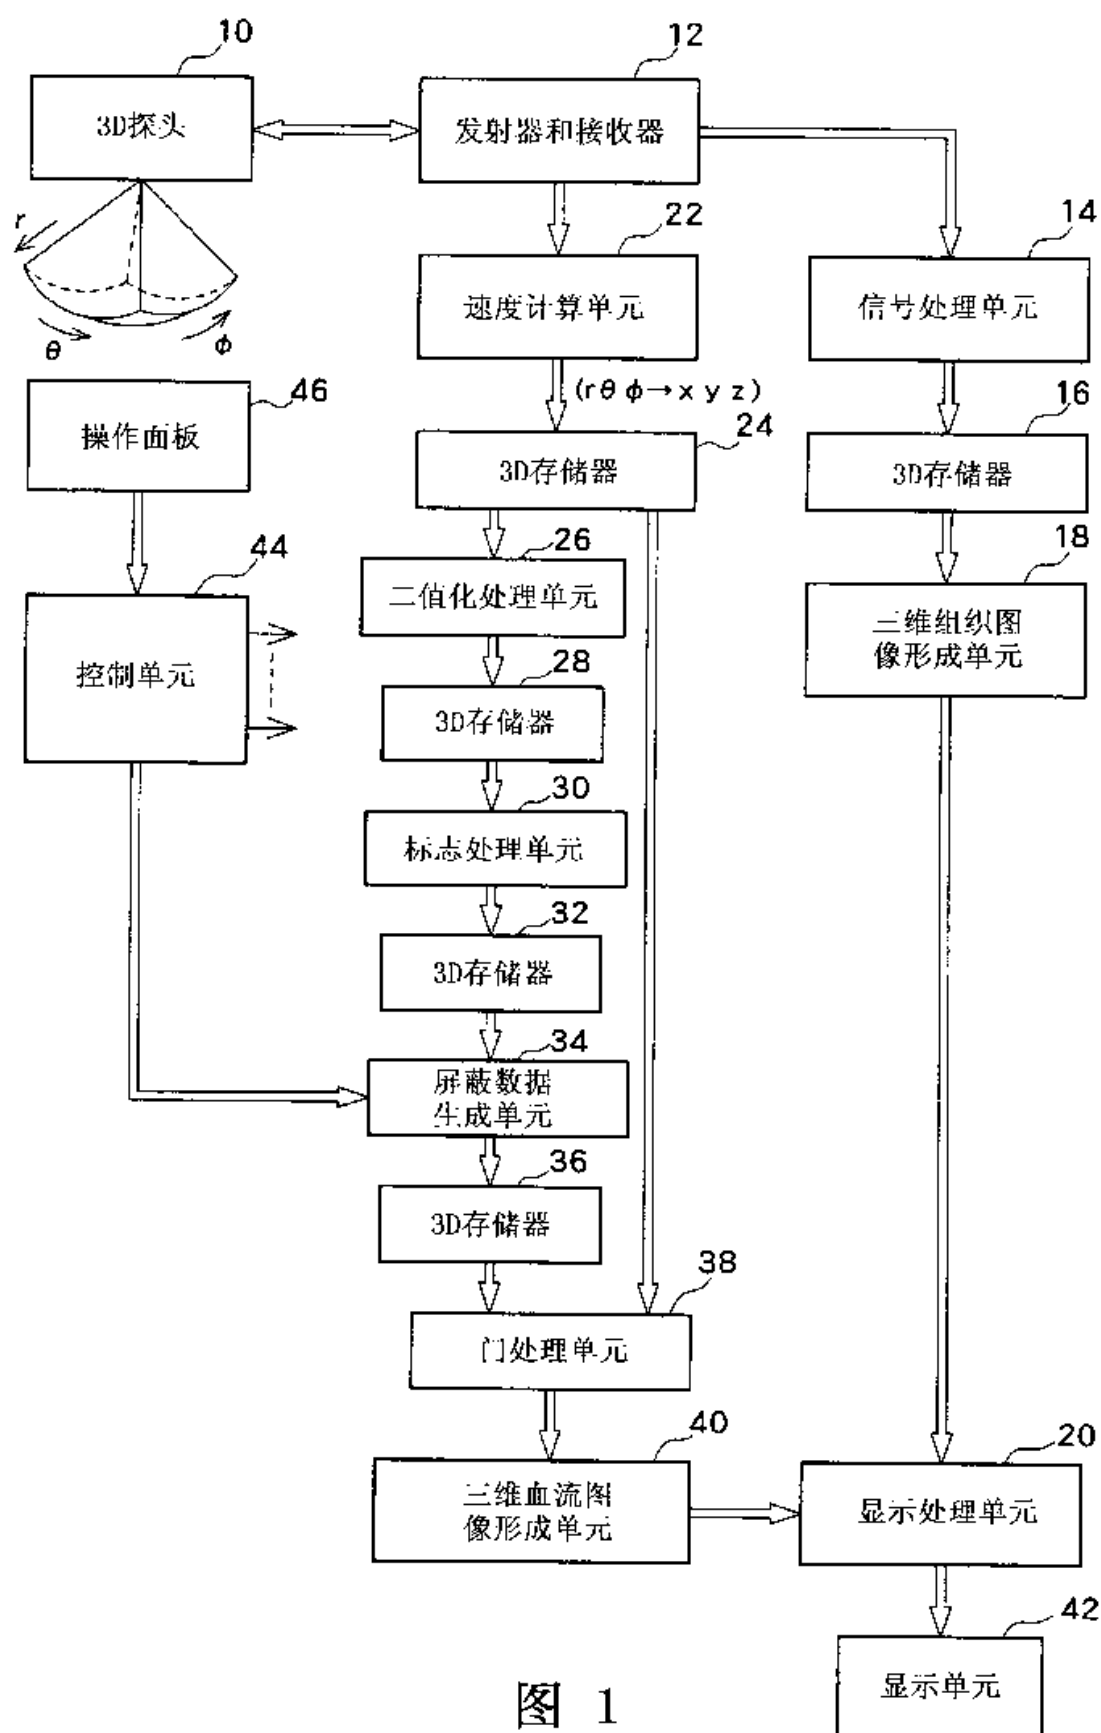 10
3D探头
12
发射器和接收器
r
θ
ϕ
22
速度计算单元
14
信号处理单元
(rθϕ→xyz)
46
操作面板
24
3D存储器
16
3D存储器
44
控制单元
26
二值化处理单元
18
三维组织图
像形成单元
28
3D存储器
30
标志处理单元
32
3D存储器
34
屏蔽数据
生成单元
36
3D存储器
38
门处理单元
40
三维血流图
像形成单元
20
显示处理单元
42
显示单元
图 1